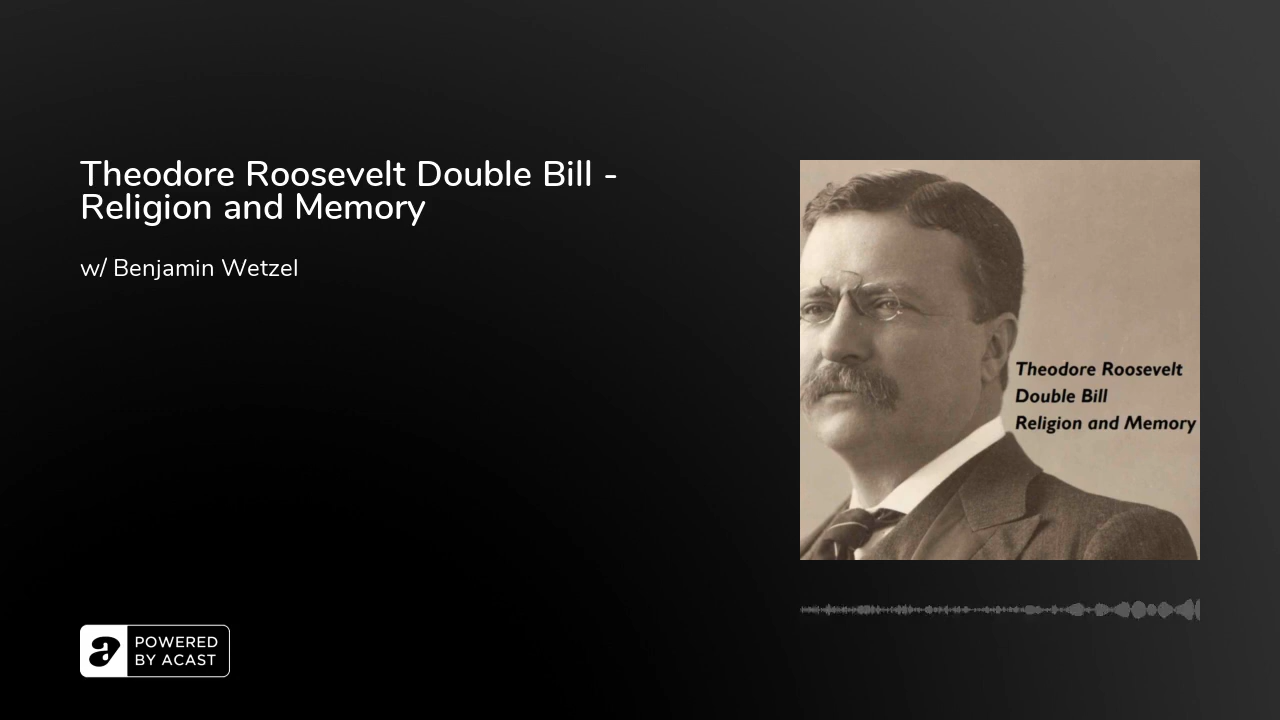 Theodore Roosevelt Double Bill -
Religion and Memory
w/ Benjamin Wetzel
Theodore Roosevelt
Double Bill
Religion and Memory
POWERED
BY ACAST